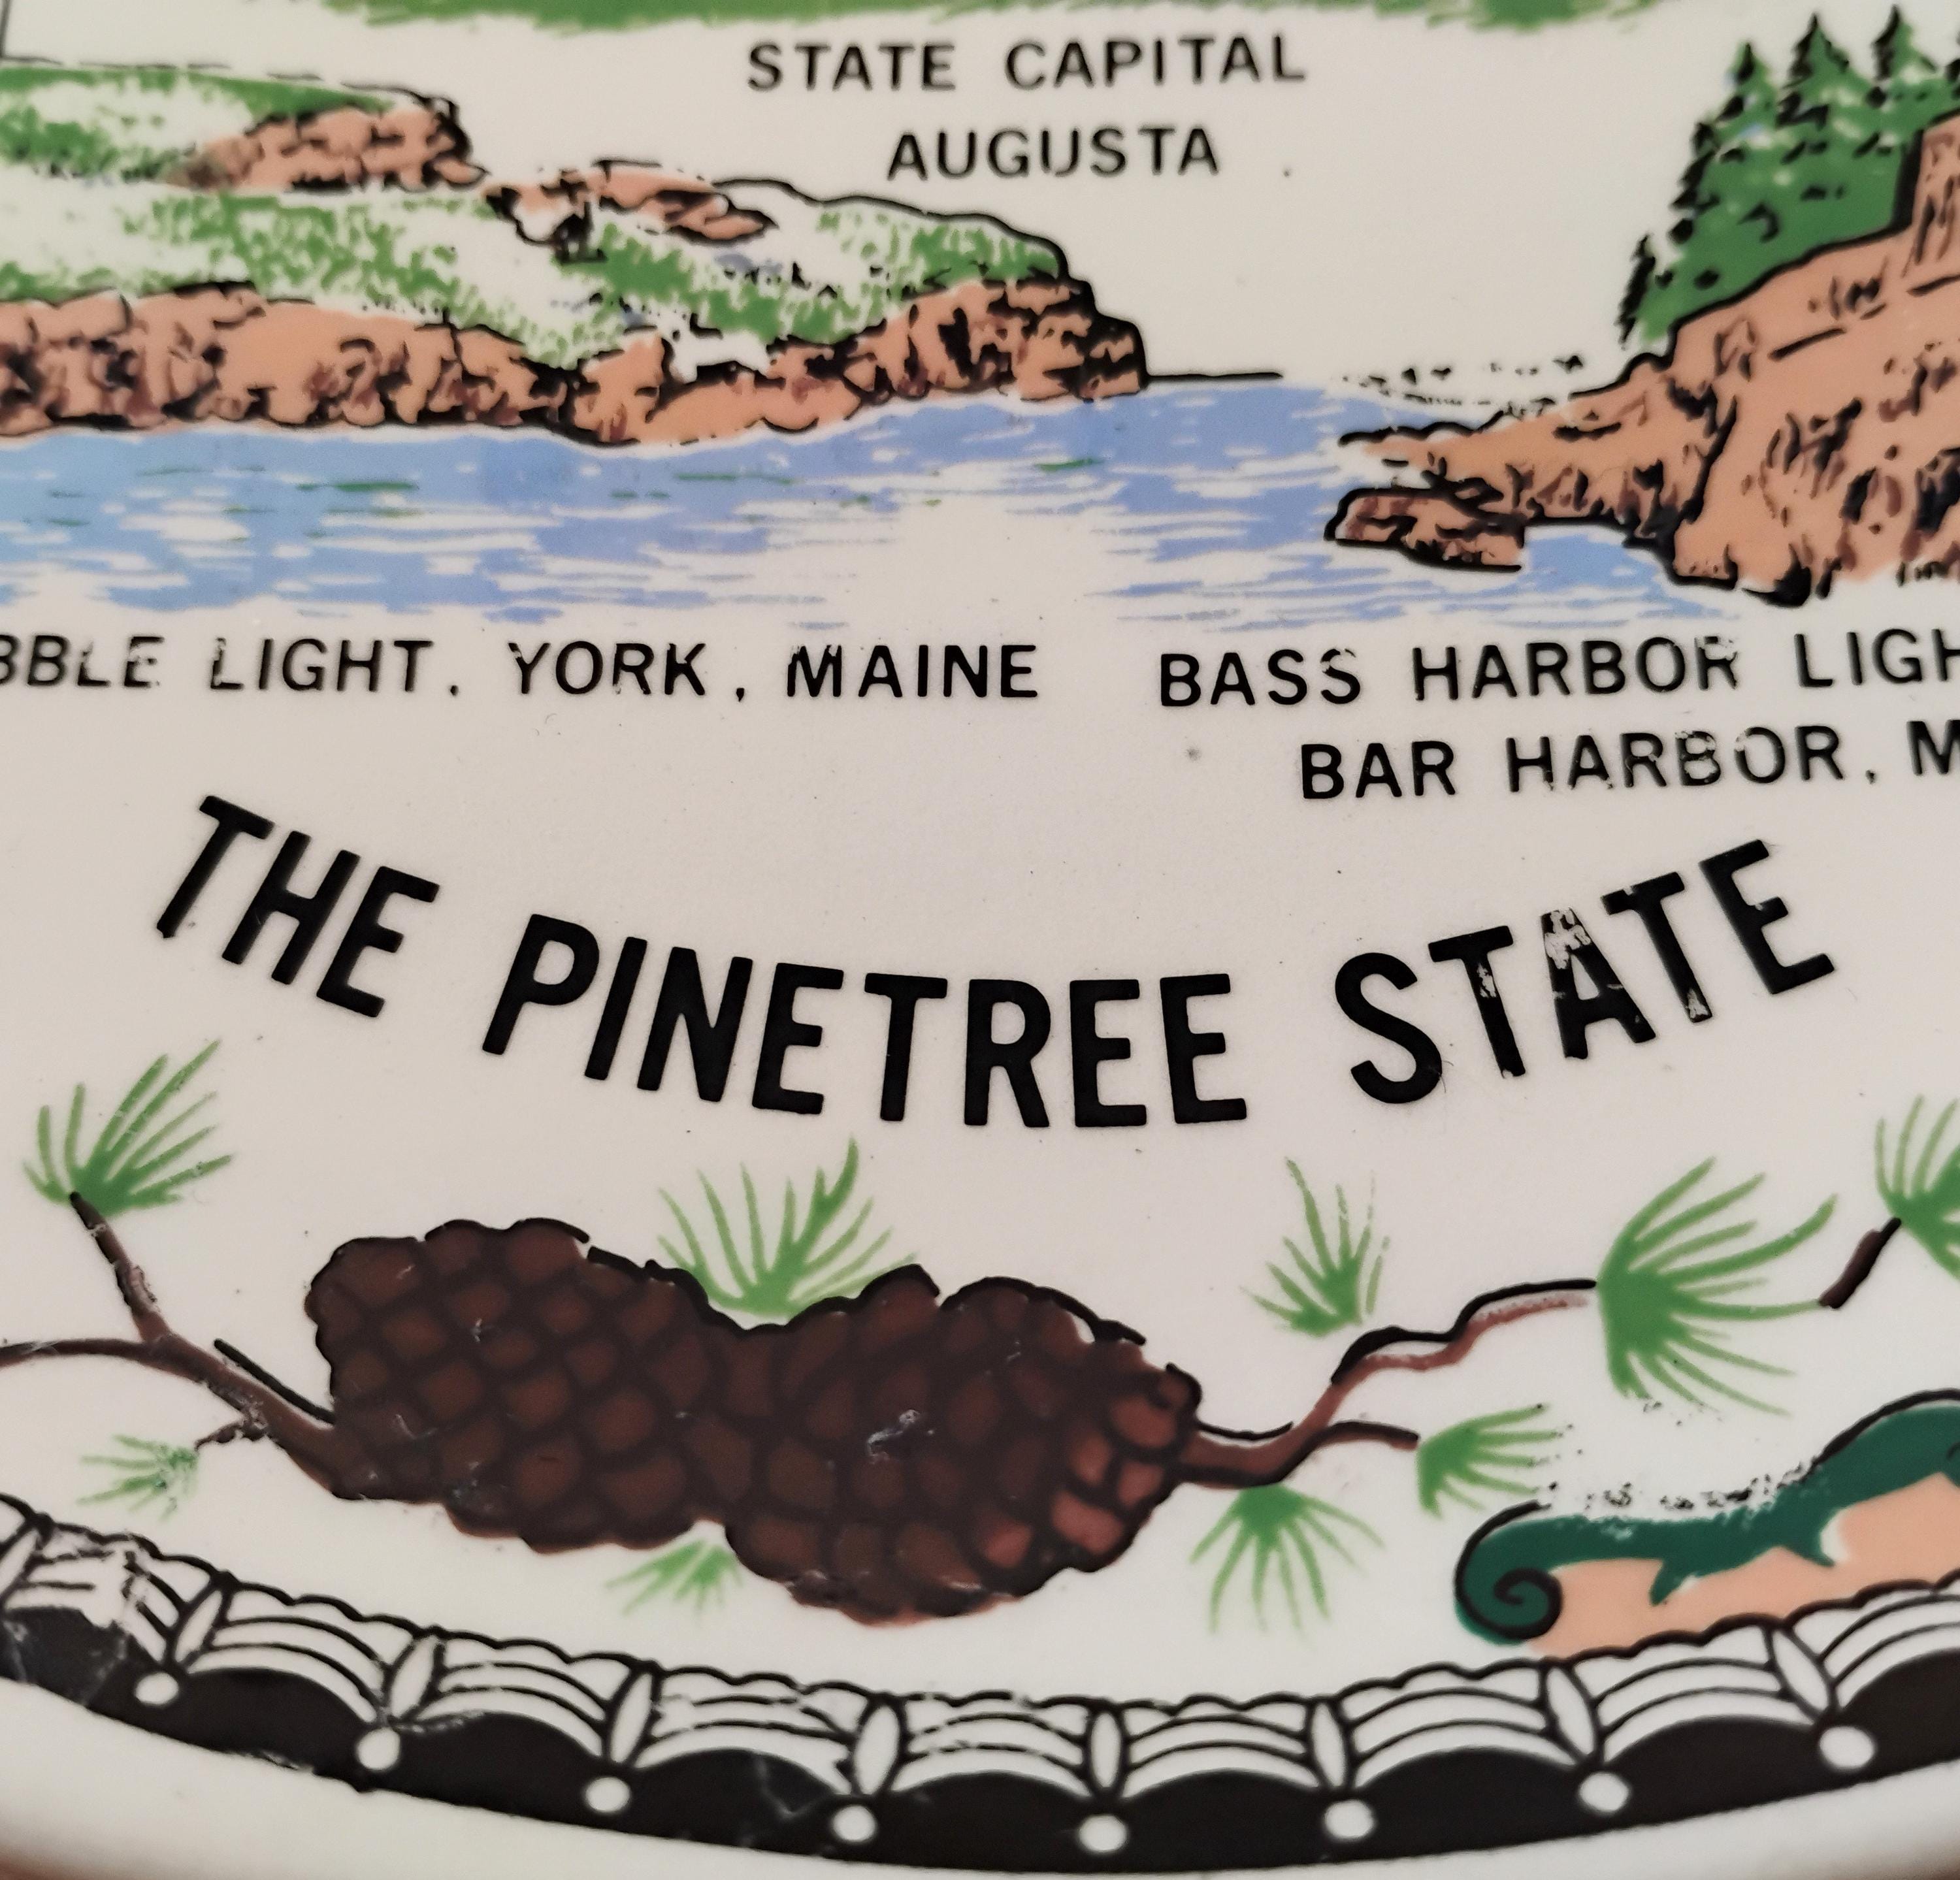 STATE CAPITAL
AUGUSTA
BBLE LIGHT, YORK, MAINE
BASS HARBOR LIGH
BAR HARBOR, M
THE PINETREE STATE